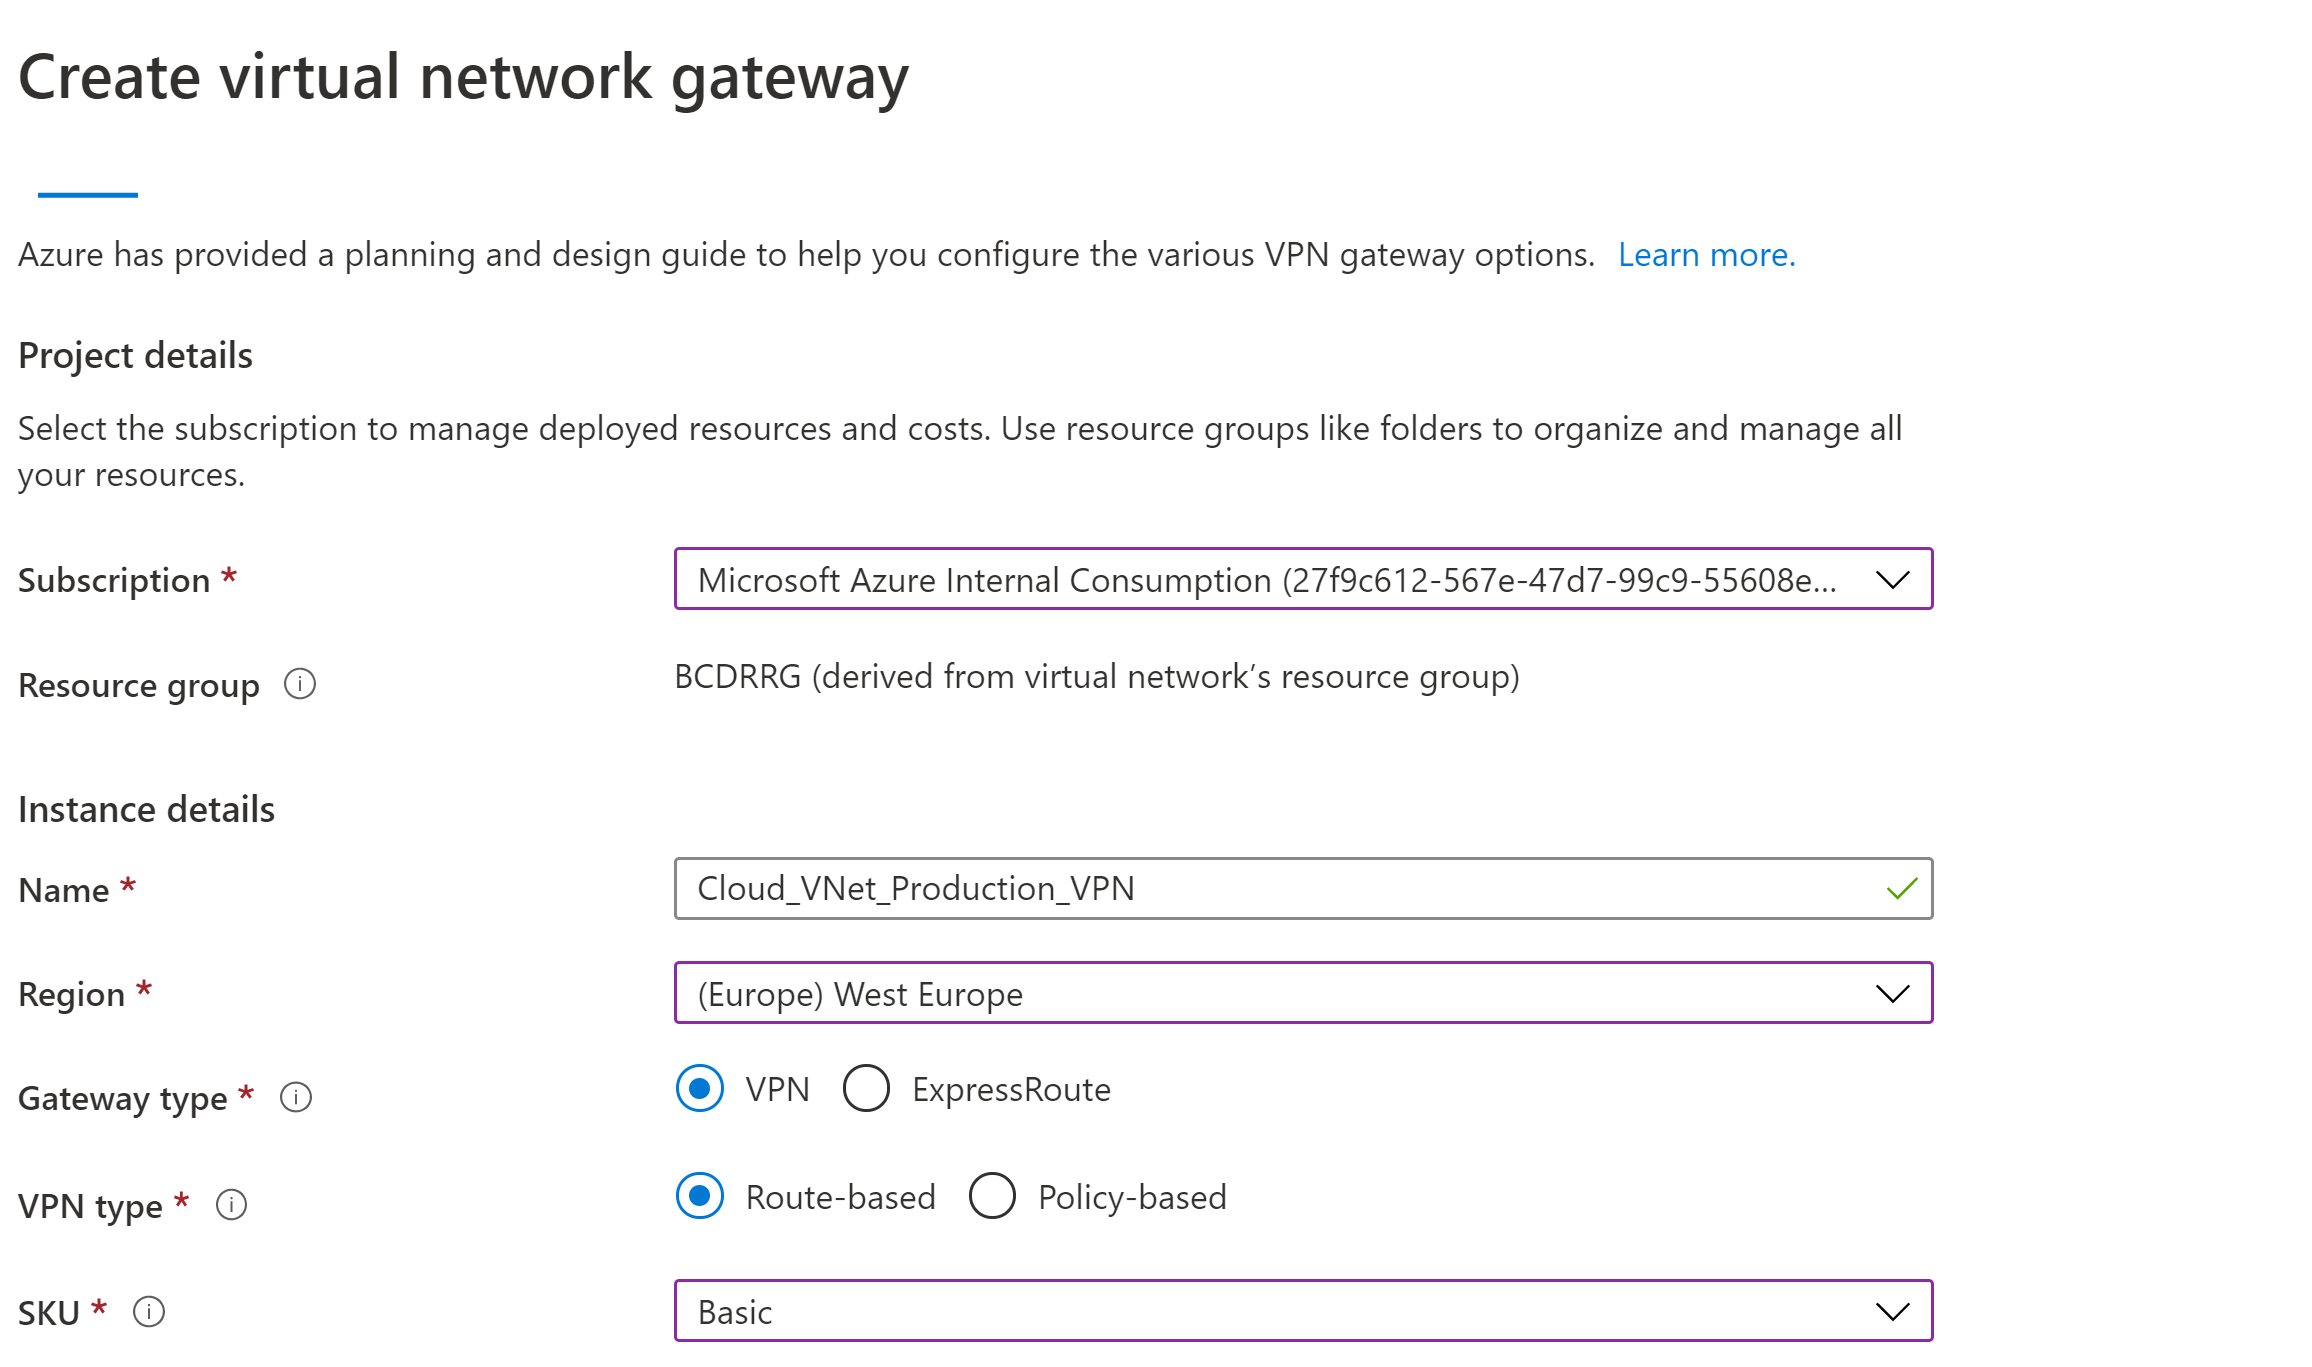 Create virtual network gateway
Azure has provided a planning and design guide to help you configure the various VPN gateway options. Learn more.
Project details
Select the subscription to manage deployed resources and costs. Use resource groups like folders to organize and manage all
your resources.
Subscription * Microsoft Azure Internal Consumption (27f9c612-567e-47d7-99c9-55608e...
Resource group BCDRRG (derived from virtual network’s resource group)
Instance details
Name * Cloud_VNet_Production_VPN
Region * (Europe) West Europe
Gateway type * VPN ExpressRoute
VPN type * Route-based Policy-based
SKU * Basic